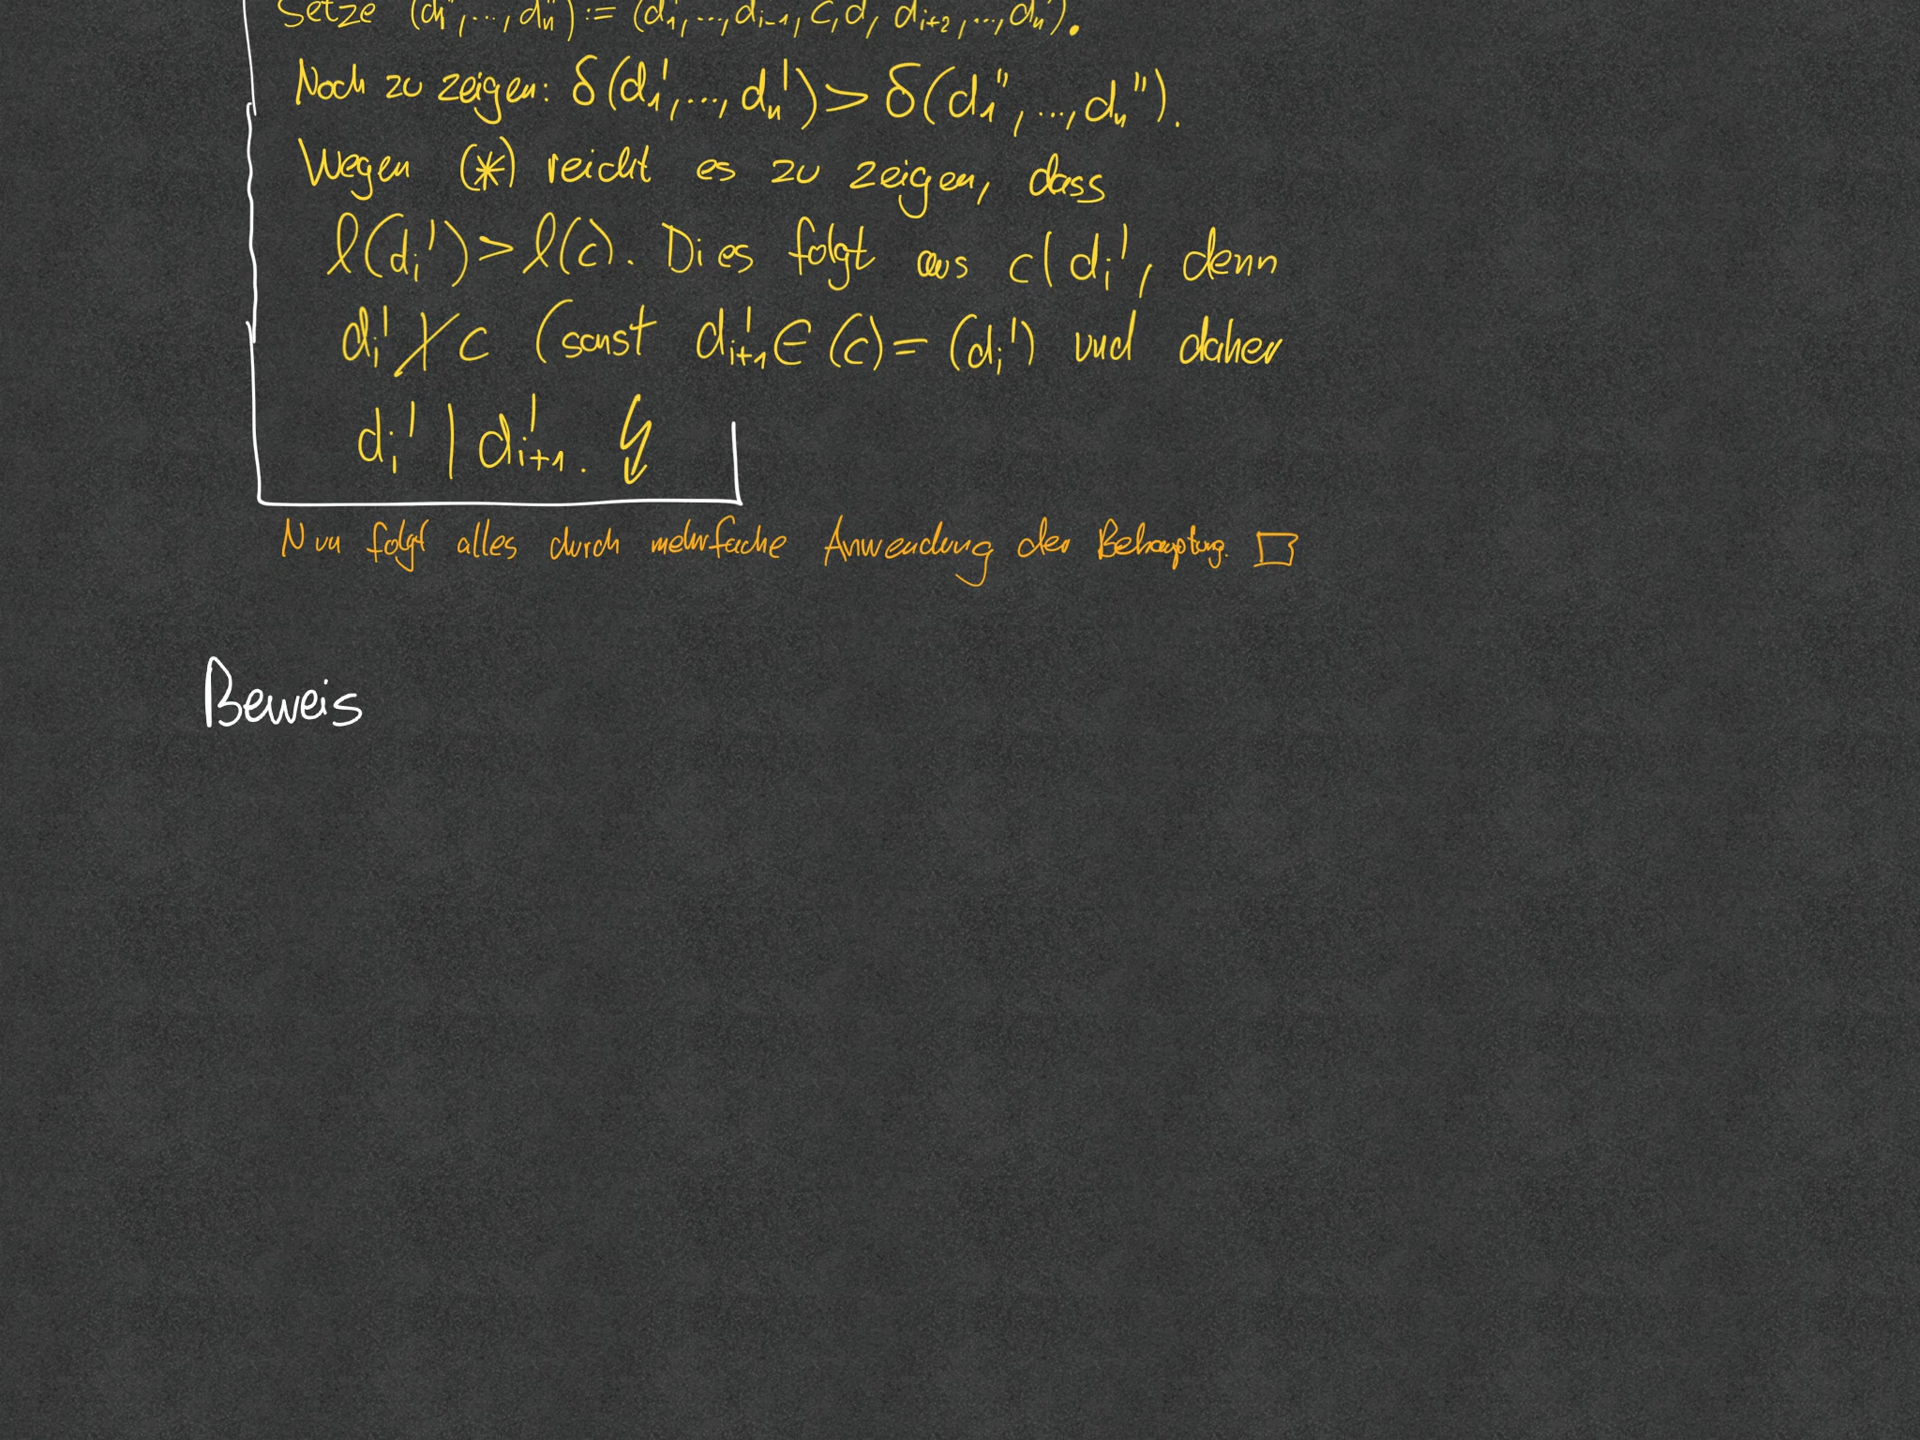 Setze (d₁'',...,dₙ'') := (d₁',...,dᵢ₋₁, c, d, dᵢ₊₂,...,dₙ').
Noch zu zeigen: δ(d₁',...,dₙ') > δ(d₁'',...,dₙ'').
Wegen (*) reicht es zu zeigen, dass
ℓ(dᵢ') > ℓ(c). Dies folgt aus c | dᵢ', denn
dᵢ' ∤ c (sonst d'ᵢ₊₁ ∈ (c) = (dᵢ') und daher
dᵢ' | d'ᵢ₊₁. ↯
Nun folgt alles durch mehrfache Anwendung der Behauptung. □
Beweis